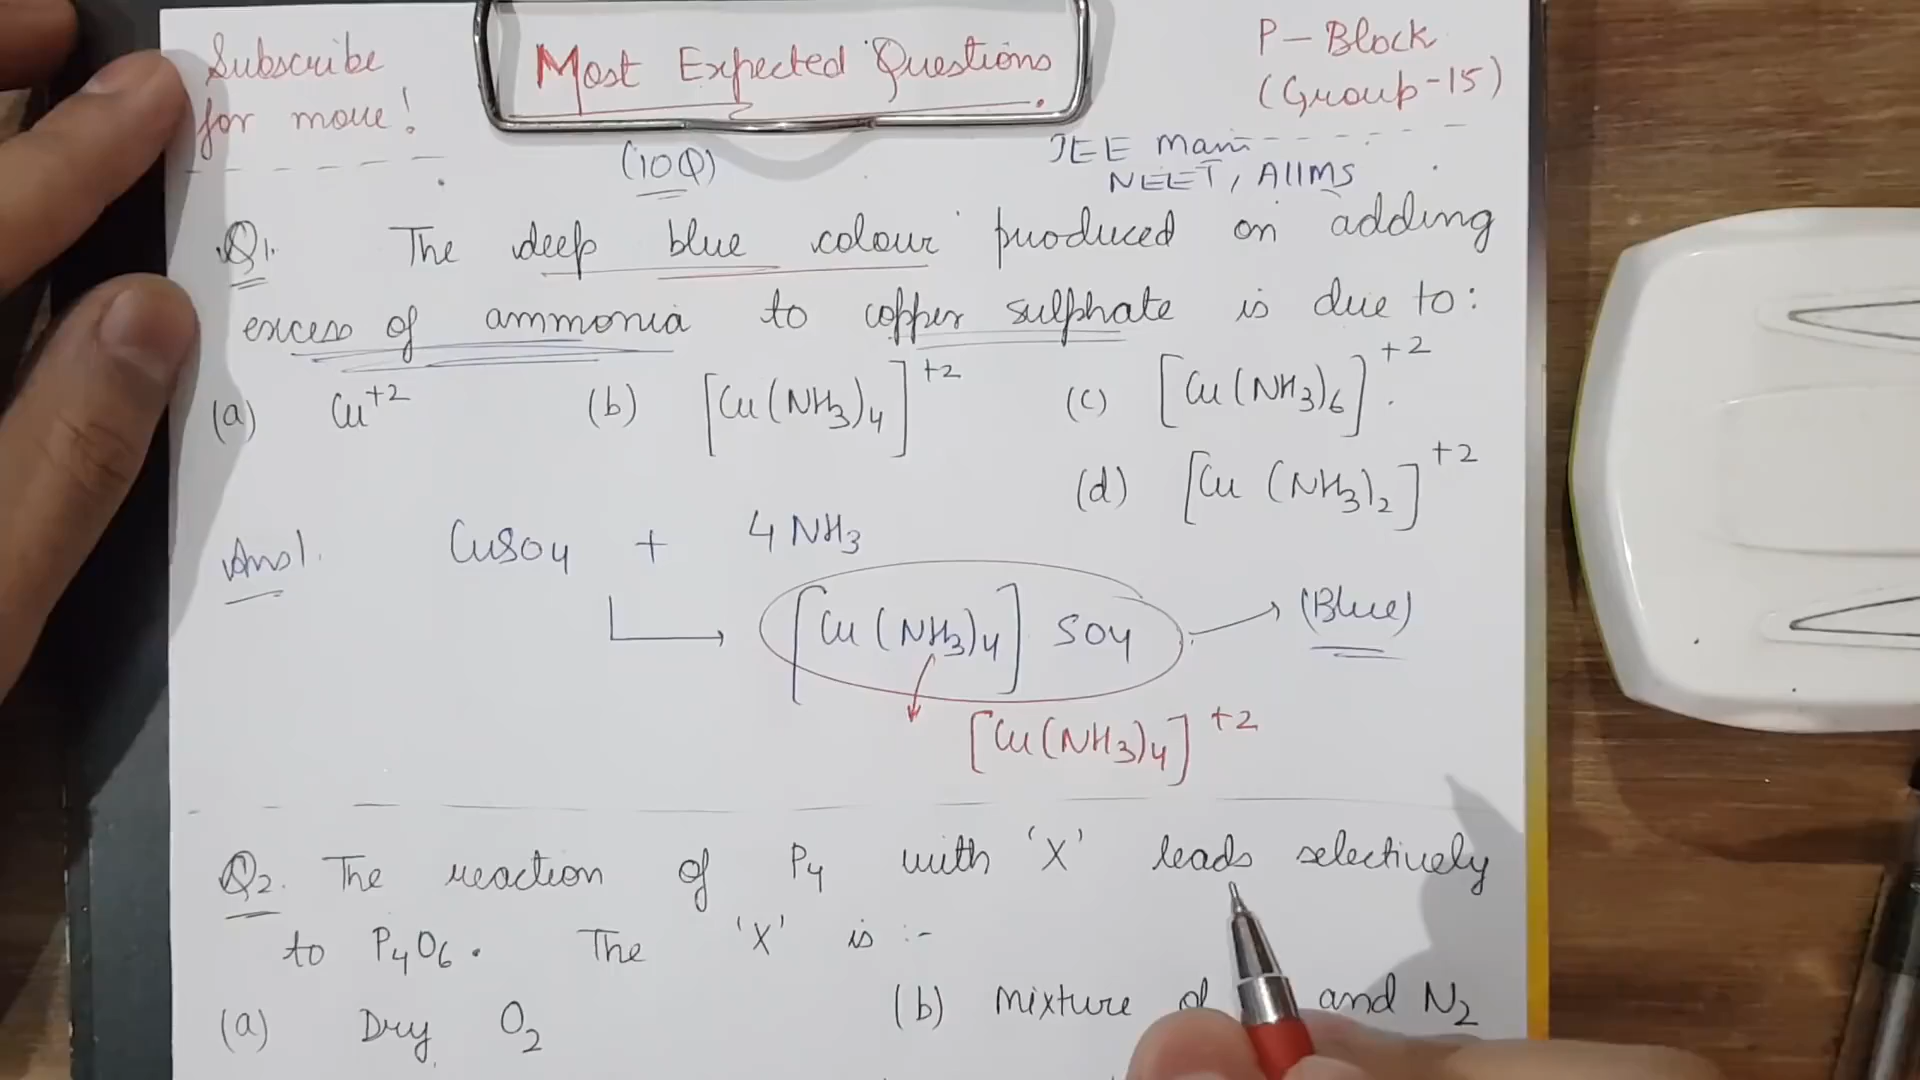 Subscribe
for more!
Most Expected Questions.
P-Block
(Group-15)
(10Q)
JEE Main
NEET, AIIMS
Q1. The deep blue colour produced on adding
excess of ammonia to copper sulphate is due to:
(a) Cu+2 (b) [Cu(NH3)4]+2 (c) [Cu(NH3)6]+2
(d) [Cu (NH3)2]+2
Ans1. CuSO4 + 4NH3
[Cu(NH3)4] SO4 → (Blue)
[Cu(NH3)4]+2
Q2. The reaction of P4 with 'X' leads selectively
to P4O6. The 'X' is :-
(a) Dry O2 (b) mixture of and N2